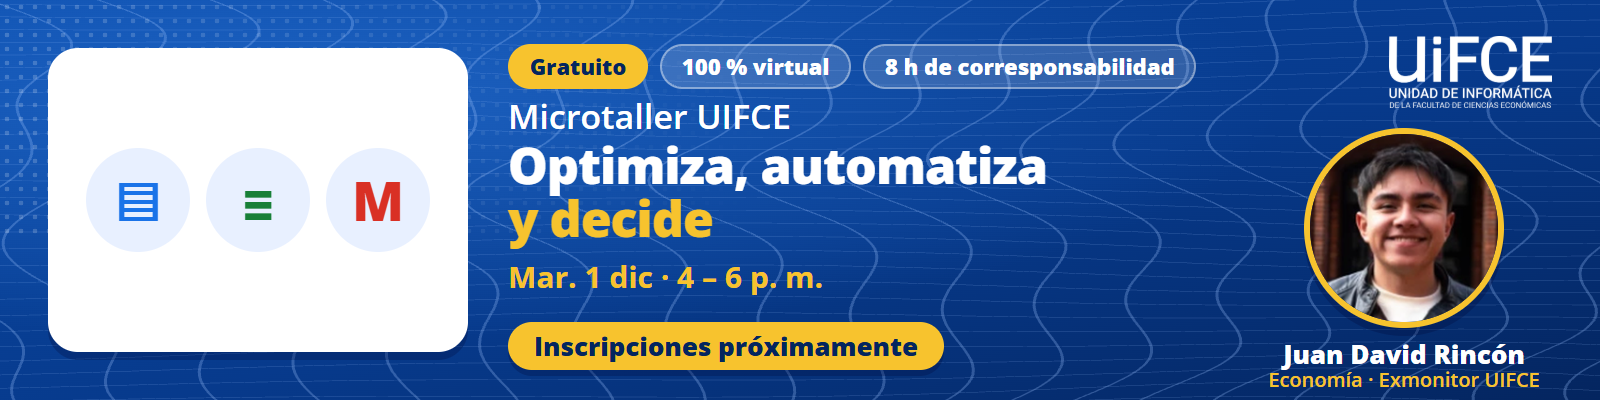 M
Gratuito
100 % virtual
8 h de corresponsabilidad
Microtaller UIFCE
Optimiza, automatiza
y decide
Mar. 1 dic · 4 – 6 p. m.
Inscripciones próximamente
UiFCE
UNIDAD DE INFORMÁTICA
DE LA FACULTAD DE CIENCIAS ECONÓMICAS
Juan David Rincón
Economía · Exmonitor UIFCE